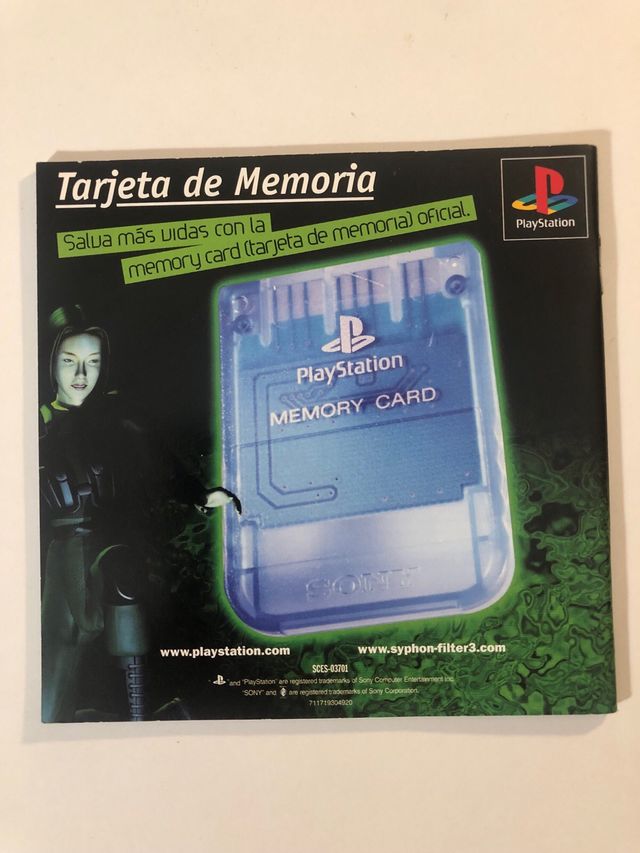 Tarjeta de Memoria
PlayStation
Salva más vidas con la
memory card (tarjeta de memoria) oficial.
PlayStation
MEMORY CARD
SONY
www.playstation.com
www.syphon-filter3.com
SCES-03701
and "PlayStation" are registered trademarks of Sony Computer Entertainment Inc.
"SONY" and are registered trademarks of Sony Corporation.
711719304920